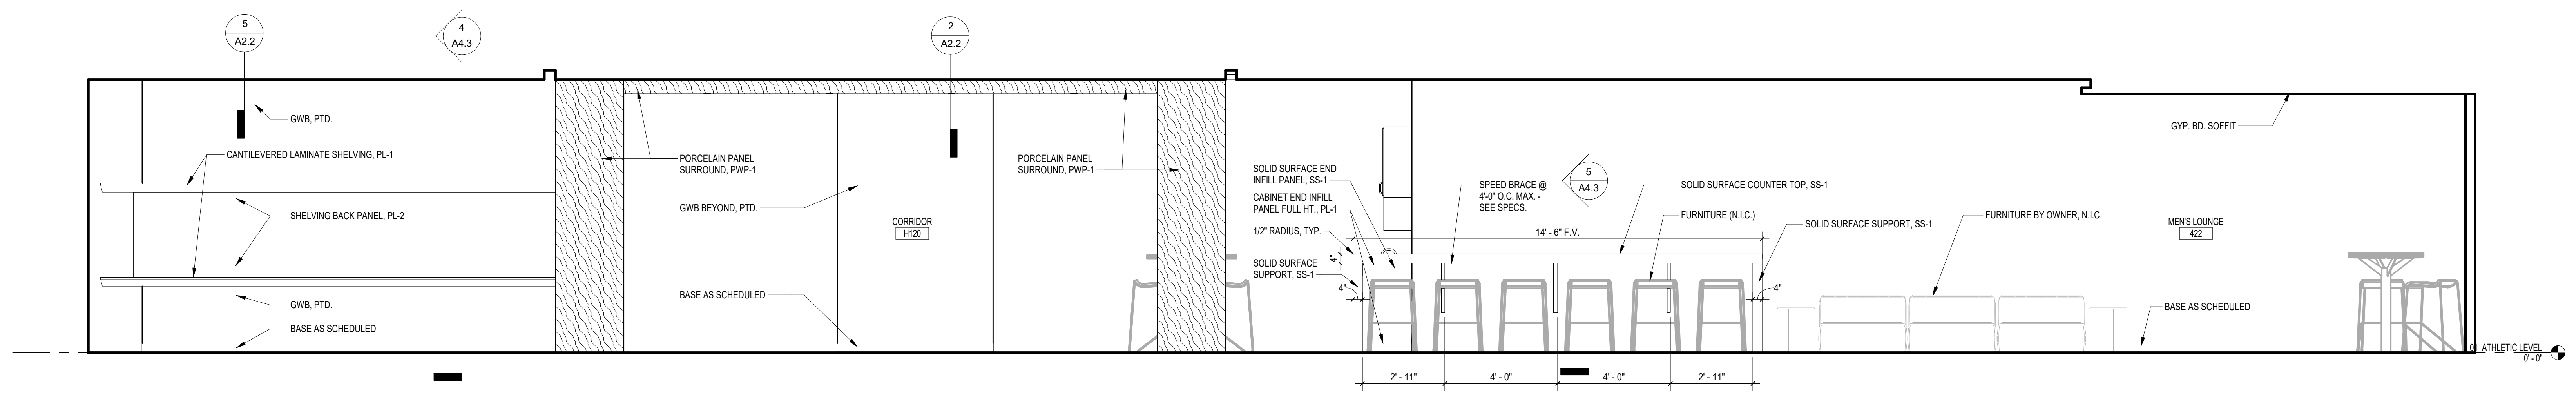 5
A2.2
4
A4.3
2
A2.2
GWB, PTD.
CANTILEVERED LAMINATE SHELVING, PL-1
SHELVING BACK PANEL, PL-2
GWB, PTD.
BASE AS SCHEDULED
PORCELAIN PANEL
SURROUND, PWP-1
GWB BEYOND, PTD.
BASE AS SCHEDULED
CORRIDOR
H120
PORCELAIN PANEL
SURROUND, PWP-1
SOLID SURFACE END
INFILL PANEL, SS-1
CABINET END INFILL
PANEL FULL HT., PL-1
1/2" RADIUS, TYP.
SOLID SURFACE
SUPPORT, SS-1
4"
4"
SPEED BRACE @
4'-0" O.C. MAX. -
SEE SPECS.
14' - 6" F.V.
5
A4.3
SOLID SURFACE COUNTER TOP, SS-1
FURNITURE (N.I.C.)
SOLID SURFACE SUPPORT, SS-1
4"
2' - 11"
4' - 0"
4' - 0"
2' - 11"
FURNITURE BY OWNER, N.I.C.
GYP. BD. SOFFIT
MEN'S LOUNGE
422
BASE AS SCHEDULED
0_ ATHLETIC LEVEL
0' - 0"